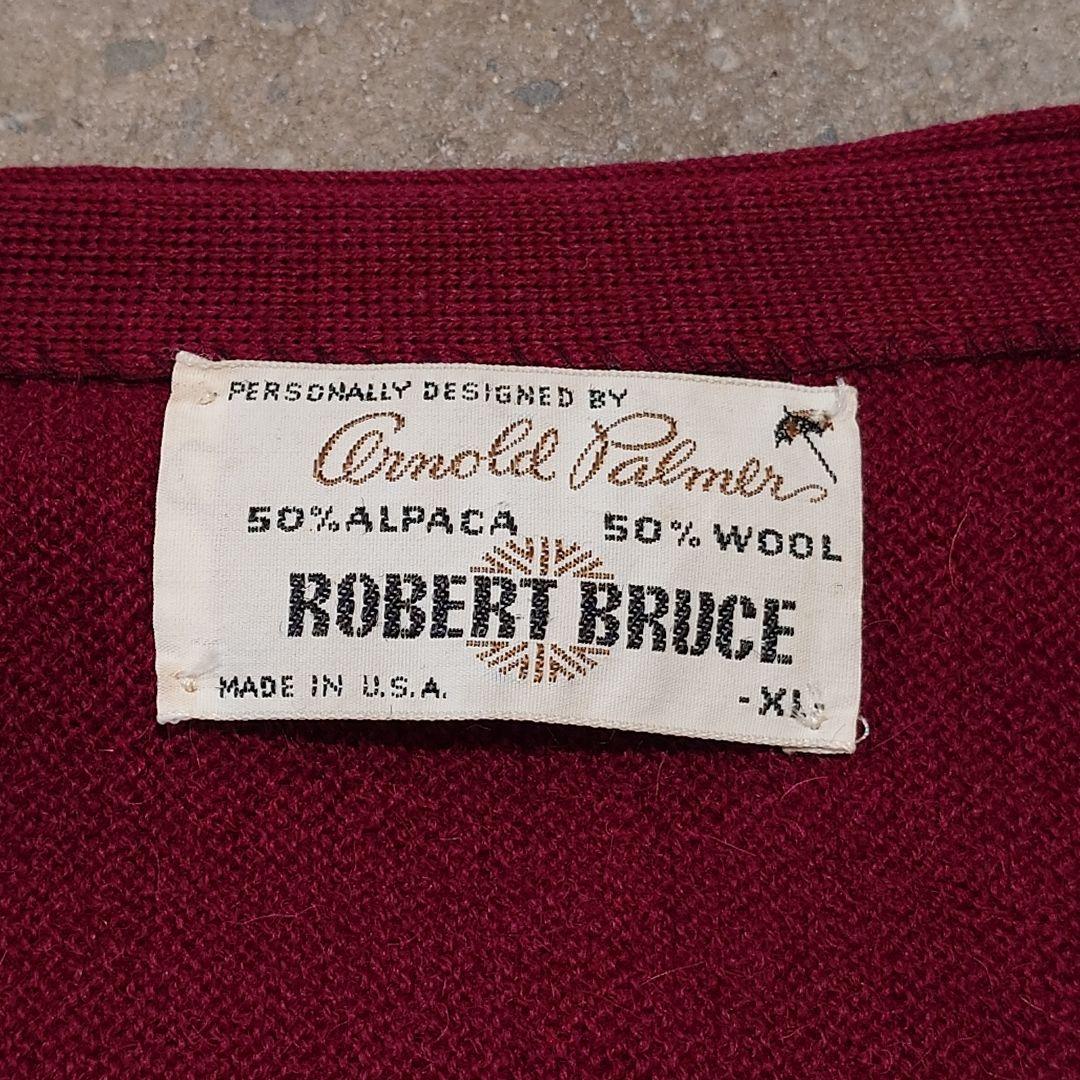 PERSONALLY DESIGNED BY
Arnold Palmer
50% ALPACA 50% WOOL
ROBERT BRUCE
MADE IN U.S.A. -XL-